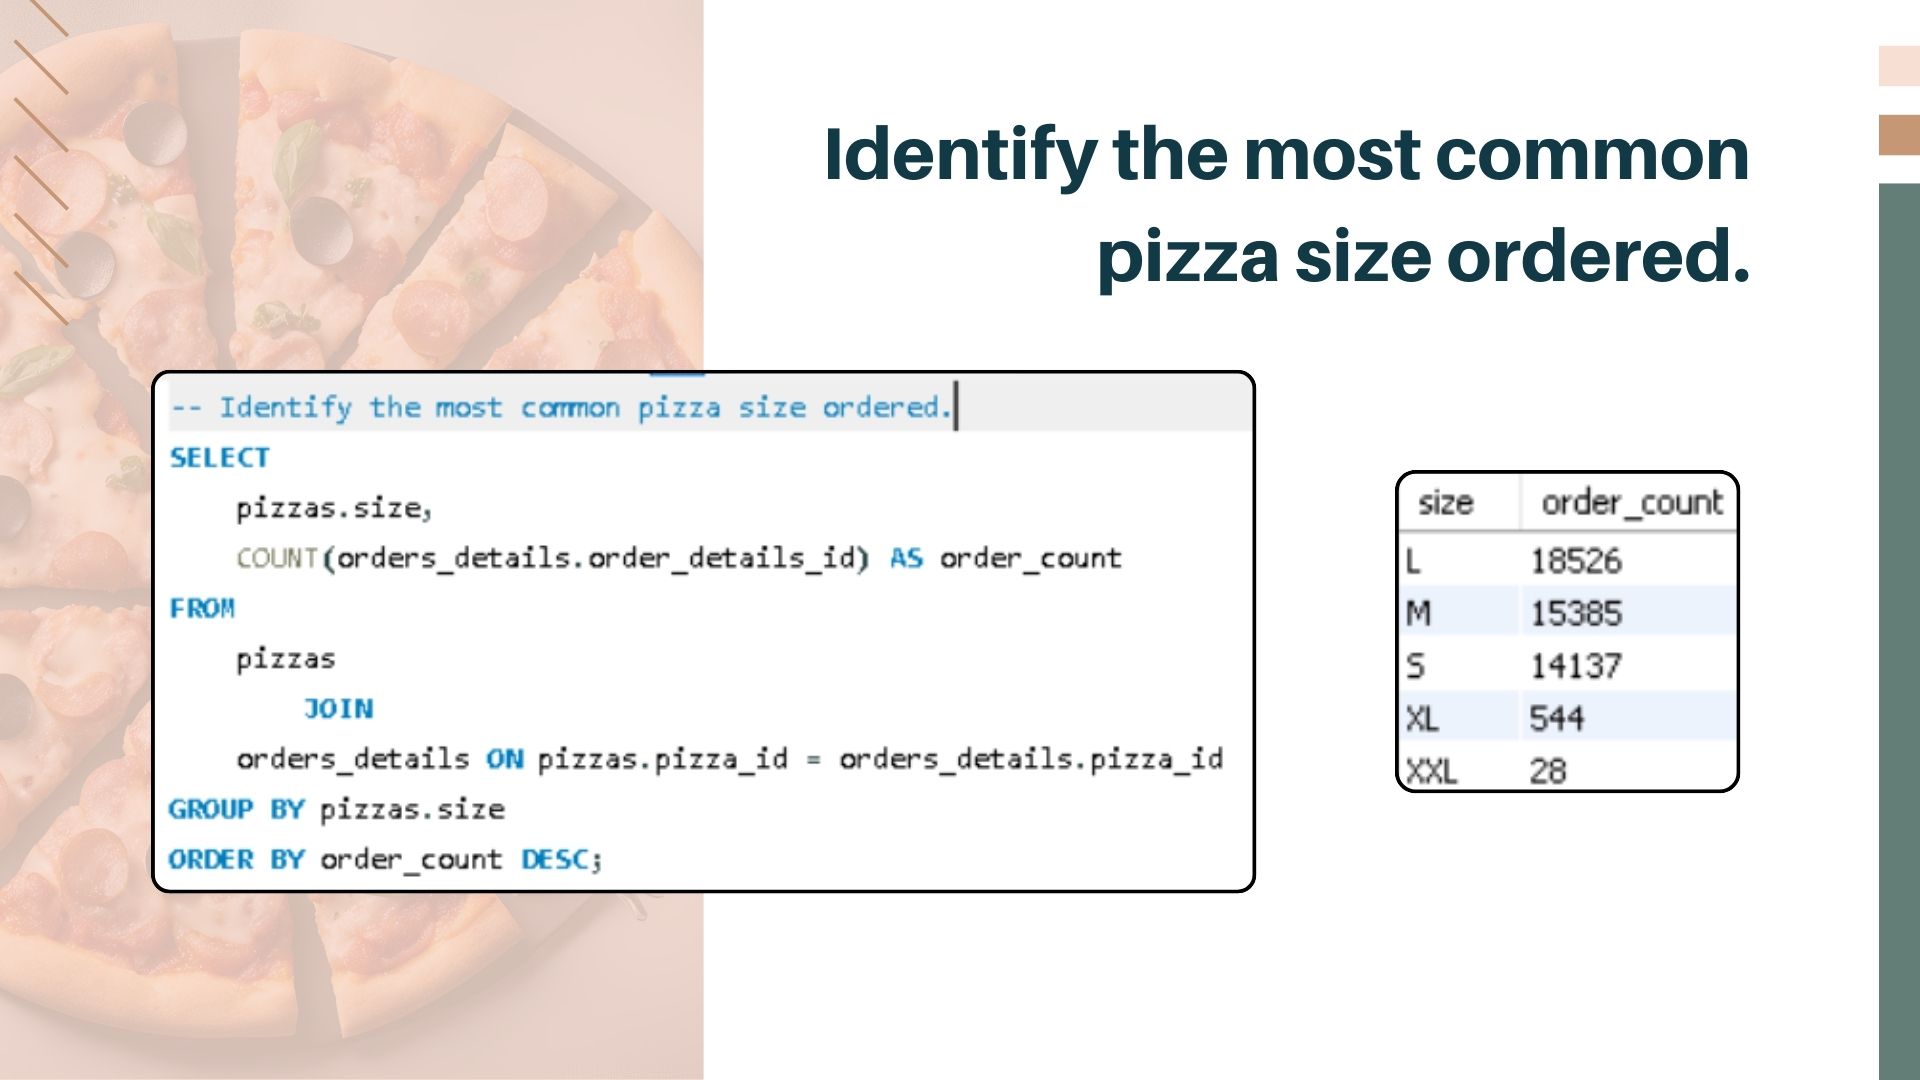 Identify the most common
pizza size ordered.
-- Identify the most common pizza size ordered.
SELECT
pizzas.size,
COUNT(orders_details.order_details_id) AS order_count
FROM
pizzas
JOIN
orders_details ON pizzas.pizza_id = orders_details.pizza_id
GROUP BY pizzas.size
ORDER BY order_count DESC;
size order_count
L 18526
M 15385
S 14137
XL 544
XXL 28